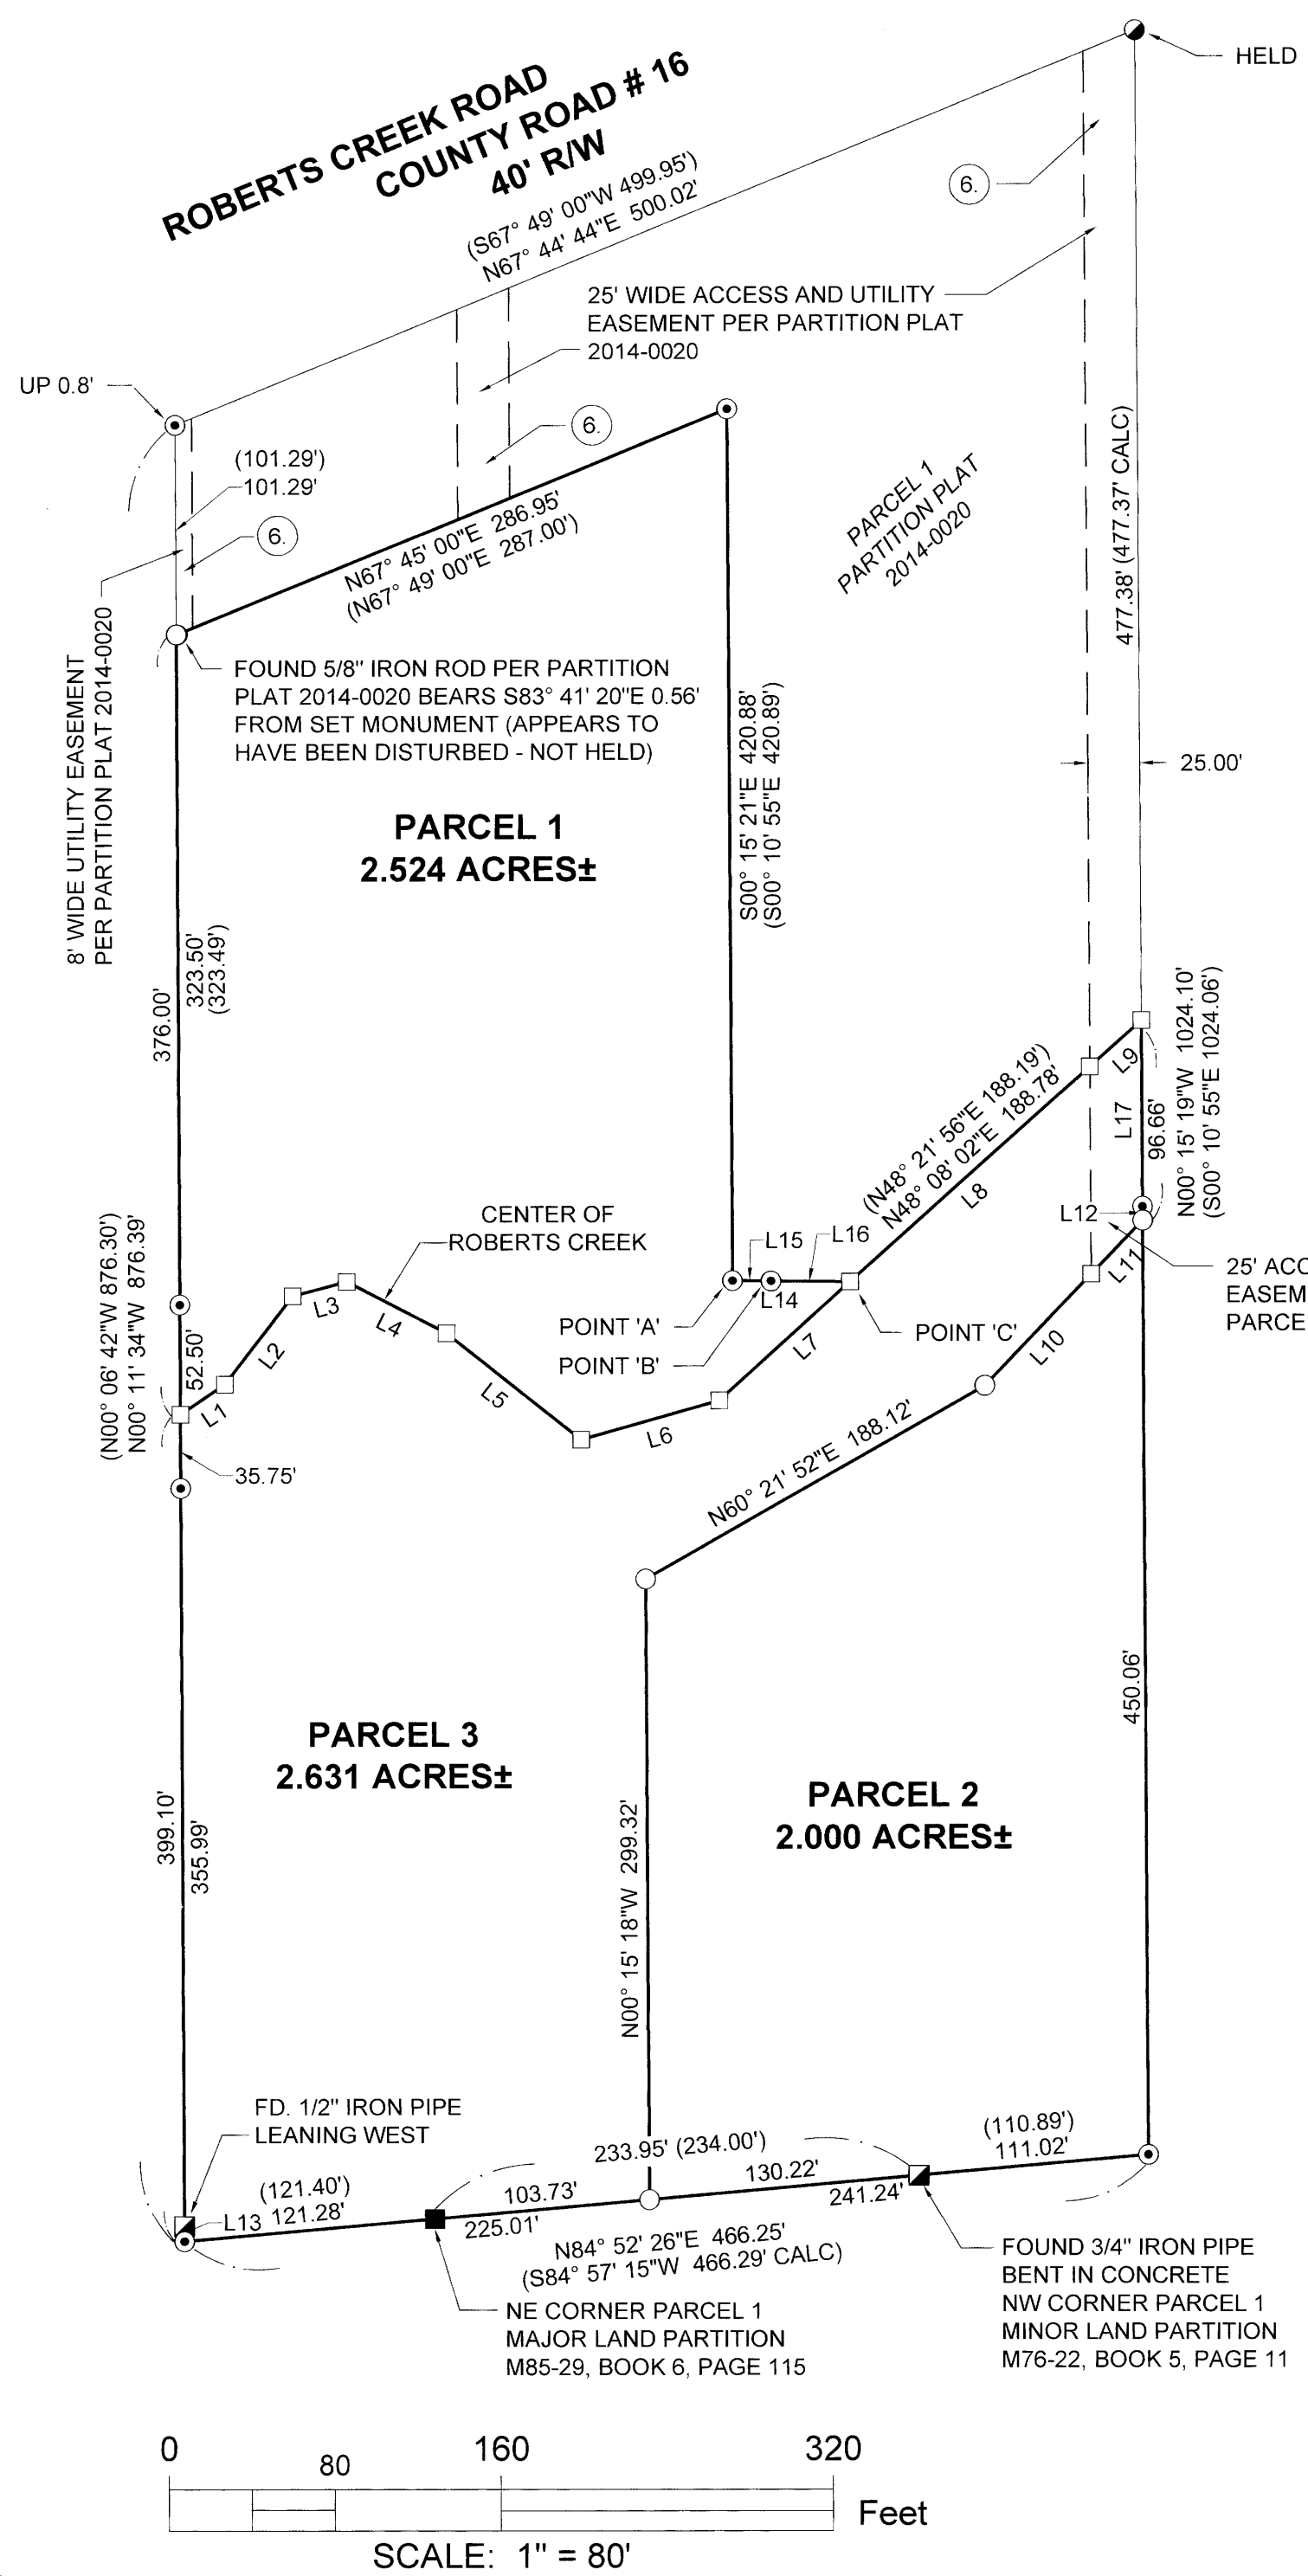 HELD
ROBERTS CREEK ROAD
COUNTY ROAD # 16
40' R/W
(S67° 49' 00"W 499.95')
N67° 44' 44"E 500.02'
6.
25' WIDE ACCESS AND UTILITY
EASEMENT PER PARTITION PLAT
2014-0020
UP 0.8'
6.
(101.29')
101.29'
6.
N67° 45' 00"E 286.95'
(N67° 49' 00"E 287.00')
PARCEL 1
PARTITION PLAT
2014-0020
477.38' (477.37' CALC)
8' WIDE UTILITY EASEMENT
PER PARTITION PLAT 2014-0020
FOUND 5/8" IRON ROD PER PARTITION
PLAT 2014-0020 BEARS S83° 41' 20"E 0.56'
FROM SET MONUMENT (APPEARS TO
HAVE BEEN DISTURBED - NOT HELD)
S00° 15' 21"E 420.88'
(S00° 10' 55"E 420.89')
25.00'
PARCEL 1
2.524 ACRES±
376.00'
323.50'
(323.49')
N00° 15' 19"W 1024.10'
(S00° 10' 55"E 1024.06')
L9
L17
96.66'
(N48° 21' 56"E 188.19')
N48° 08' 02"E 188.78'
L8
L12
CENTER OF
ROBERTS CREEK
L15
L16
L14
L11
25' ACC
EASEM
PARCE
(N00° 06' 42"W 876.30')
N00° 11' 34"W 876.39'
52.50'
L1
L2
L3
L4
L5
L6
L7
POINT 'A'
POINT 'B'
POINT 'C'
L10
35.75'
N60° 21' 52"E 188.12'
450.06'
PARCEL 3
2.631 ACRES±
PARCEL 2
2.000 ACRES±
399.10'
355.99'
N00° 15' 18"W 299.32'
FD. 1/2" IRON PIPE
LEANING WEST
(121.40')
L13 121.28'
103.73'
225.01'
233.95' (234.00')
130.22'
241.24'
(110.89')
111.02'
N84° 52' 26"E 466.25'
(S84° 57' 15"W 466.29' CALC)
NE CORNER PARCEL 1
MAJOR LAND PARTITION
M85-29, BOOK 6, PAGE 115
FOUND 3/4" IRON PIPE
BENT IN CONCRETE
NW CORNER PARCEL 1
MINOR LAND PARTITION
M76-22, BOOK 5, PAGE 11
0 80 160 320
Feet
SCALE: 1" = 80'